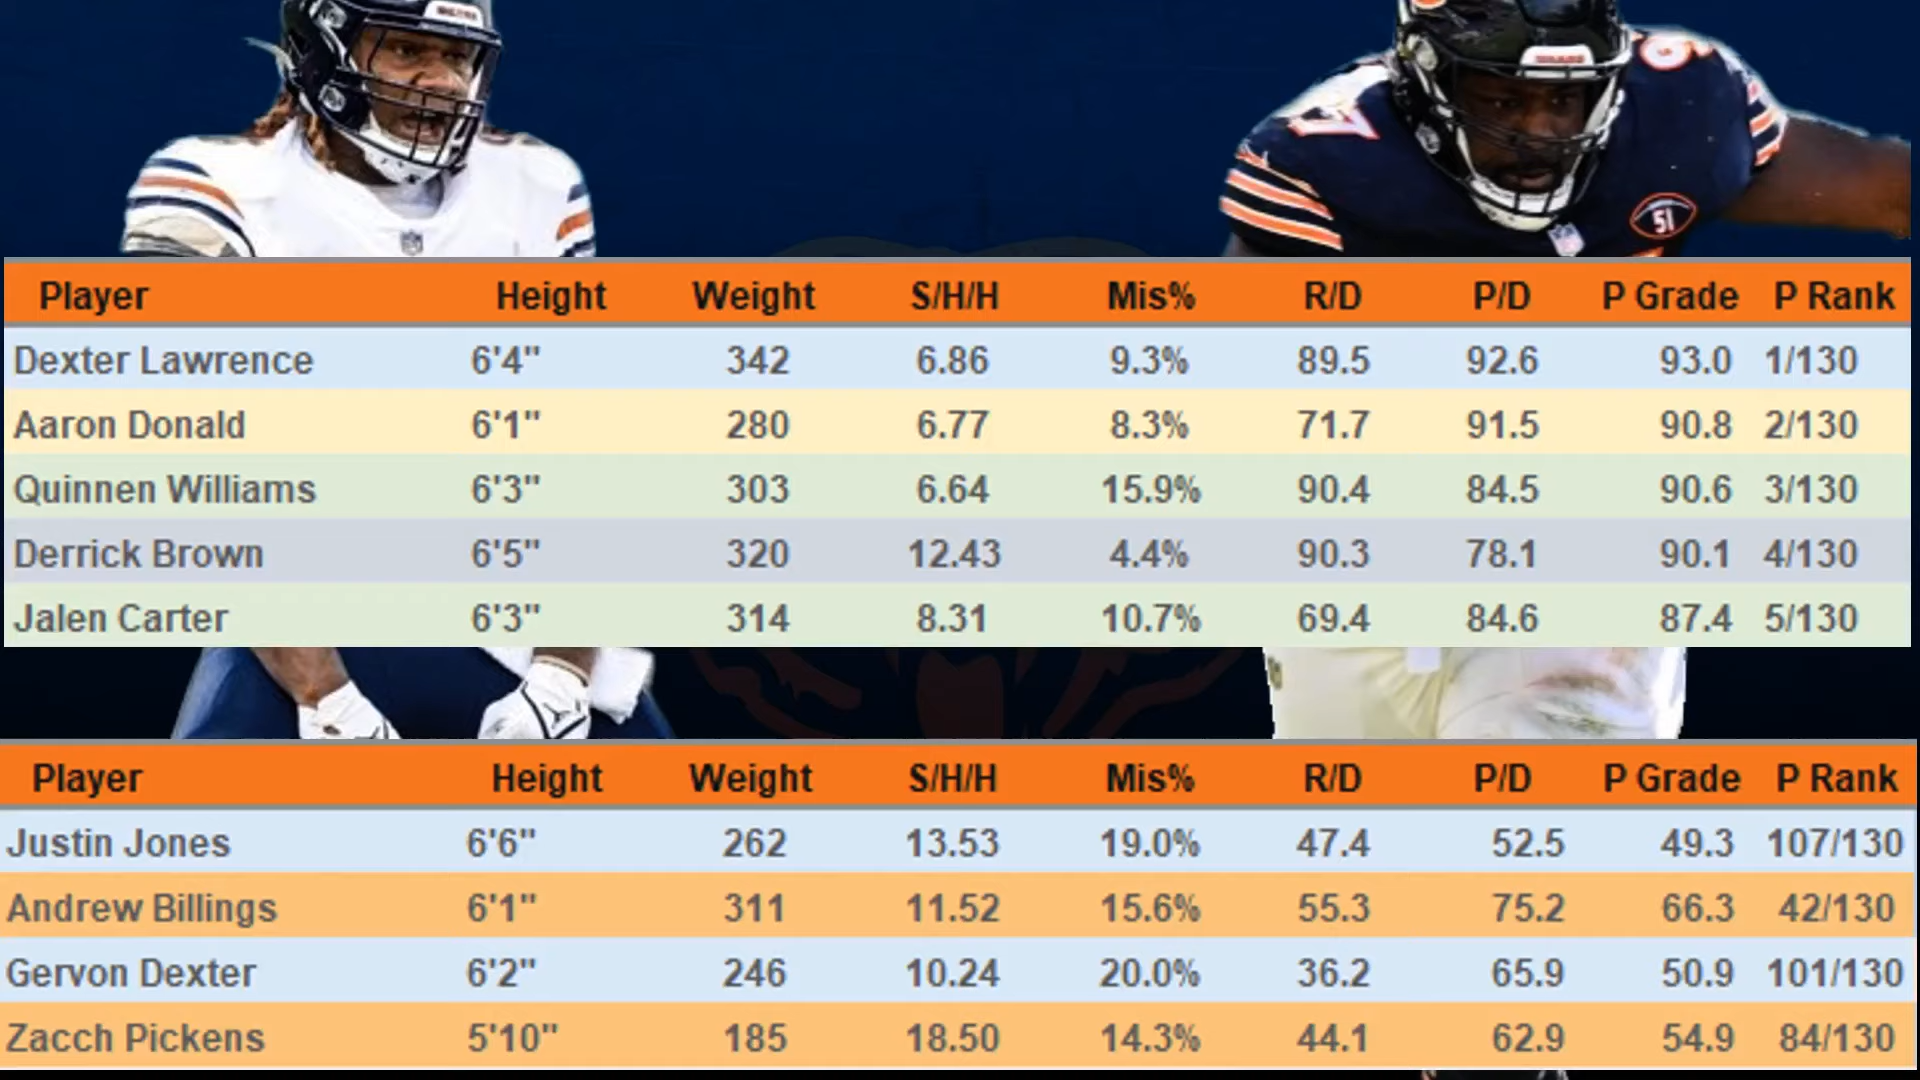 BEARS
7
9
51
Player Height Weight S/H/H Mis% R/D P/D P Grade P Rank
Dexter Lawrence 6'4" 342 6.86 9.3% 89.5 92.6 93.0 1/130
Aaron Donald 6'1" 280 6.77 8.3% 71.7 91.5 90.8 2/130
Quinnen Williams 6'3" 303 6.64 15.9% 90.4 84.5 90.6 3/130
Derrick Brown 6'5" 320 12.43 4.4% 90.3 78.1 90.1 4/130
Jalen Carter 6'3" 314 8.31 10.7% 69.4 84.6 87.4 5/130
Player Height Weight S/H/H Mis% R/D P/D P Grade P Rank
Justin Jones 6'6" 262 13.53 19.0% 47.4 52.5 49.3 107/130
Andrew Billings 6'1" 311 11.52 15.6% 55.3 75.2 66.3 42/130
Gervon Dexter 6'2" 246 10.24 20.0% 36.2 65.9 50.9 101/130
Zacch Pickens 5'10" 185 18.50 14.3% 44.1 62.9 54.9 84/130